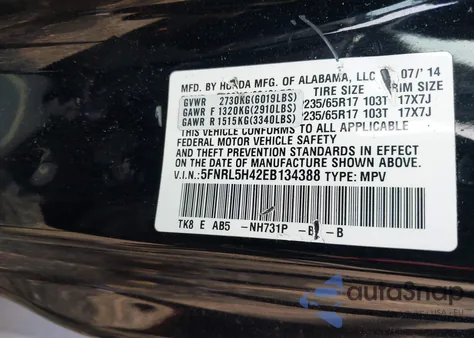 MFD. BY HONDA MFG. OF ALABAMA, LLC 07/'14
TIRE SIZE RIM SIZE
GVWR 2730KG(6019LBS)
GAWR F 1320KG(2910LBS) P235/65R17 103T 17X7J
GAWR R 1515KG(3340LBS) P235/65R17 103T 17X7J
THIS VEHICLE CONFORMS TO ALL APPLICABLE
FEDERAL MOTOR VEHICLE SAFETY
AND THEFT PREVENTION STANDARDS IN EFFECT
ON THE DATE OF MANUFACTURE SHOWN ABOVE.
V.I.N.: 5FNRL5H42EB134388 TYPE: MPV
TK8 E AB5 -NH731P -B -B
autoSnap